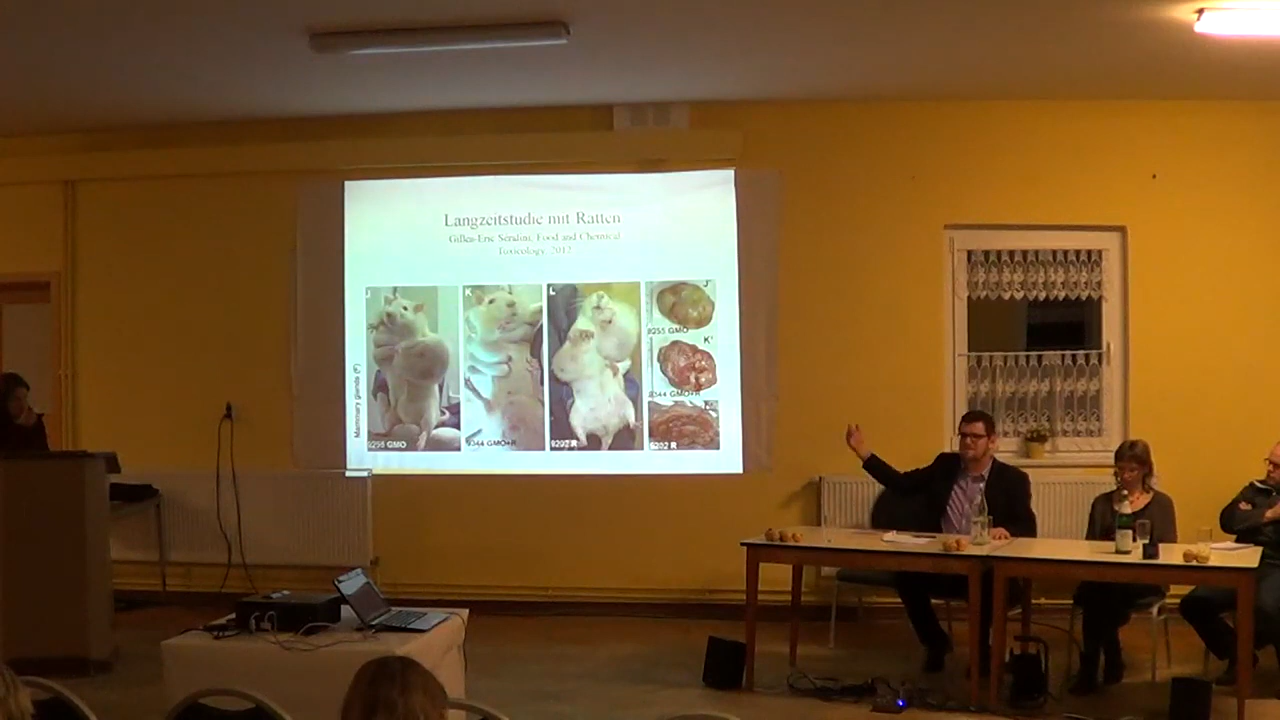 Langzeitstudie mit Ratten
Gilles-Eric Seralini, Food and Chemical
Toxicology, 2012
J
K
L
J'
K'
Mammary glands (F)
9255 GMO
9344 GMO+R
9202 R
9255 GMO
9344 GMO+R
9202 R